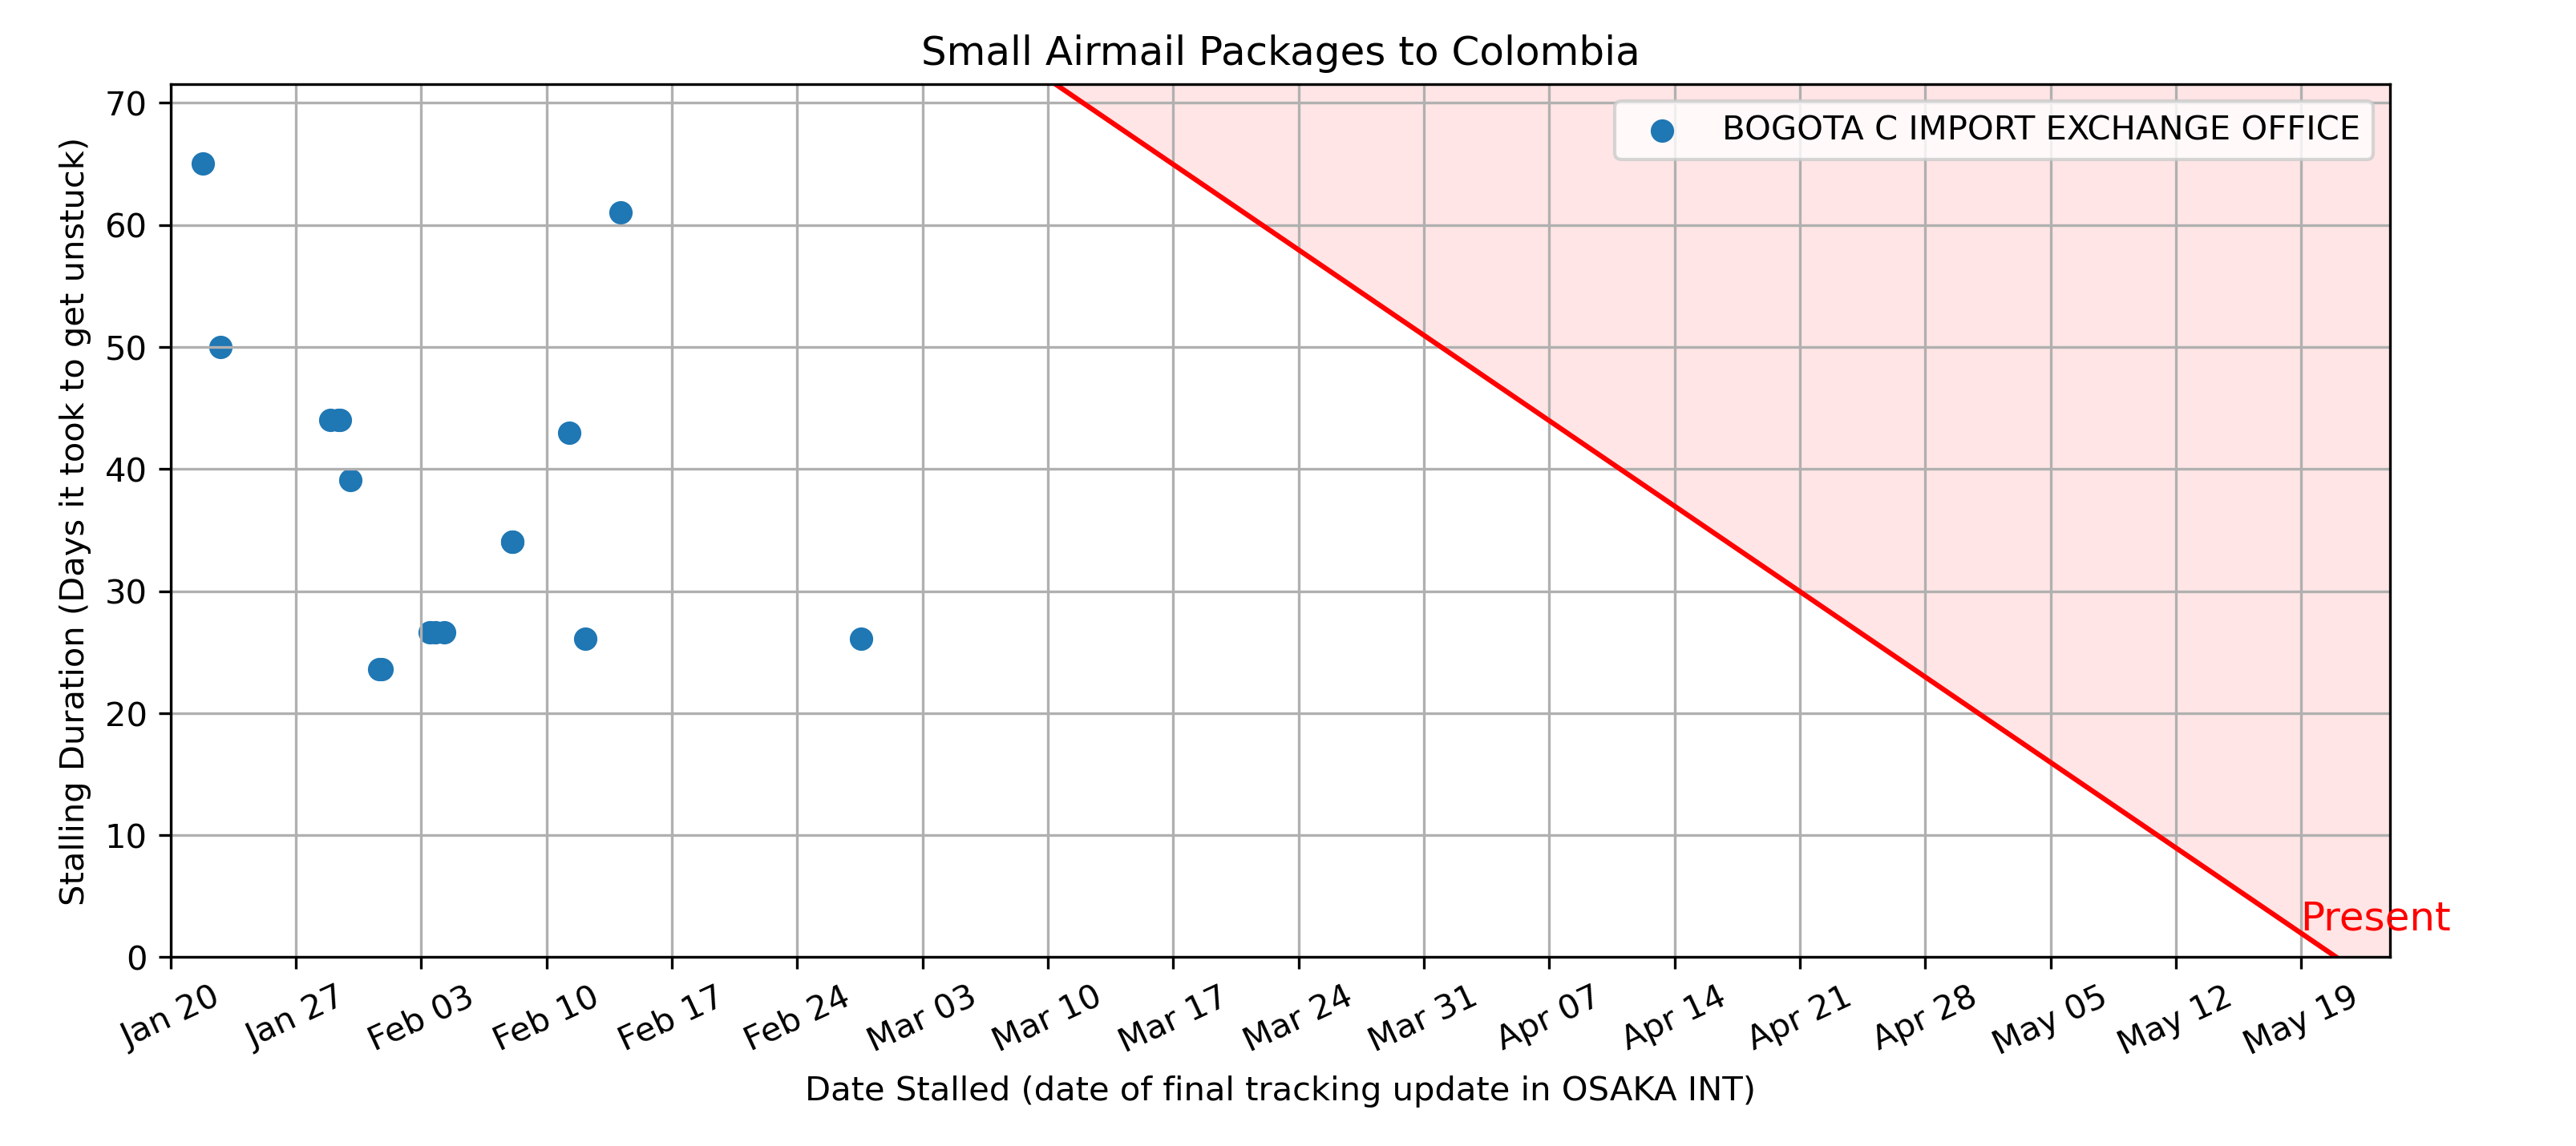 Small Airmail Packages to Colombia
BOGOTA C IMPORT EXCHANGE OFFICE
Stalling Duration (Days it took to get unstuck)
70
60
50
40
30
20
10
0
Present
Jan 20
Jan 27
Feb 03
Feb 10
Feb 17
Feb 24
Mar 03
Mar 10
Mar 17
Mar 24
Mar 31
Apr 07
Apr 14
Apr 21
Apr 28
May 05
May 12
May 19
Date Stalled (date of final tracking update in OSAKA INT)